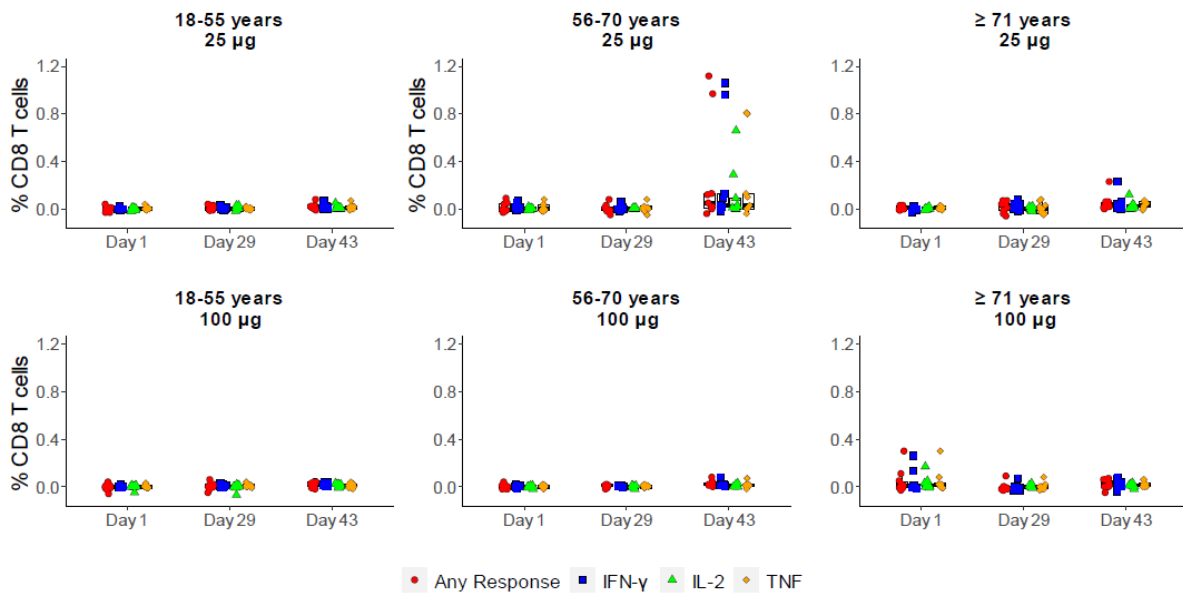 18-55 years
25 µg
56-70 years
25 µg
≥ 71 years
25 µg
% CD8 T cells
1.2
0.8
0.4
0.0
Day 1
Day 29
Day 43
% CD8 T cells
1.2
0.8
0.4
0.0
Day 1
Day 29
Day 43
1.2
0.8
0.4
0.0
Day 1
Day 29
Day 43
18-55 years
100 µg
56-70 years
100 µg
≥ 71 years
100 µg
% CD8 T cells
1.2
0.8
0.4
0.0
Day 1
Day 29
Day 43
1.2
0.8
0.4
0.0
Day 1
Day 29
Day 43
1.2
0.8
0.4
0.0
Day 1
Day 29
Day 43
Any Response IFN-γ IL-2 TNF